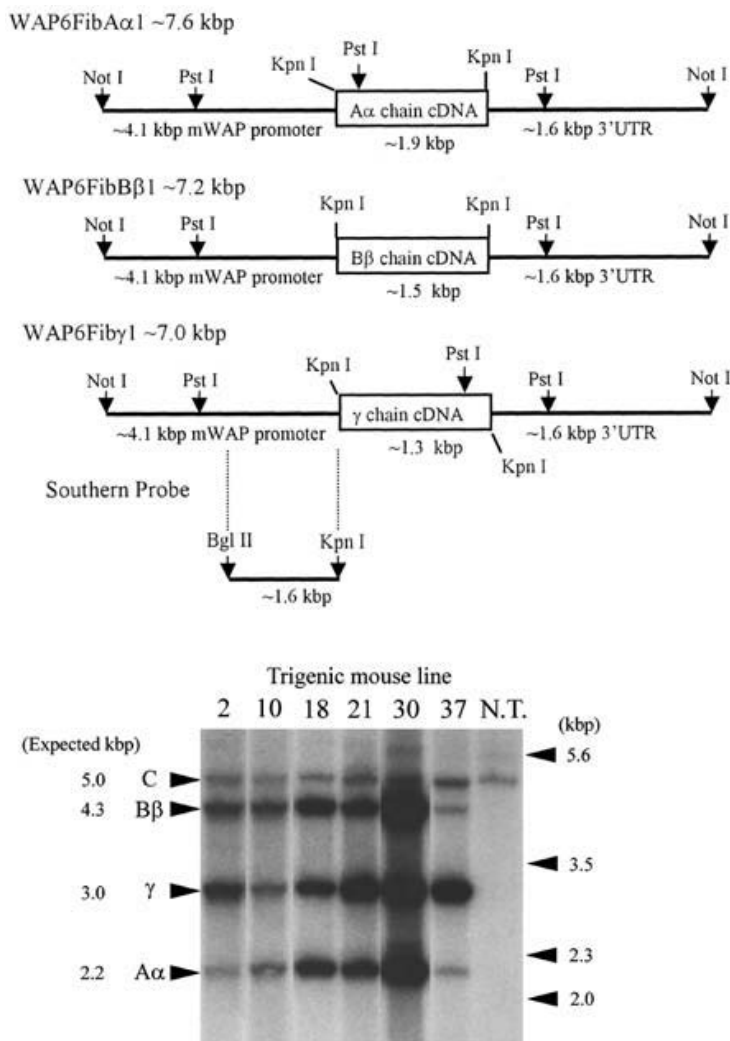 WAP6FibAα1 ~7.6 kbp
Not I Pst I Kpn I Pst I Kpn I Pst I Not I
Aα chain cDNA
~4.1 kbp mWAP promoter ~1.9 kbp ~1.6 kbp 3'UTR
WAP6FibBβ1 ~7.2 kbp
Not I Pst I Kpn I Kpn I Pst I Not I
Bβ chain cDNA
~4.1 kbp mWAP promoter ~1.5 kbp ~1.6 kbp 3'UTR
WAP6Fibγ1 ~7.0 kbp
Not I Pst I Kpn I Pst I Pst I Not I
γ chain cDNA
~4.1 kbp mWAP promoter ~1.3 kbp ~1.6 kbp 3'UTR
Kpn I
Southern Probe
Bgl II Kpn I
~1.6 kbp
Trigenic mouse line
2 10 18 21 30 37 N.T.
(Expected kbp) (kbp)
5.6
5.0 C
4.3 Bβ
3.5
3.0 γ
2.3
2.2 Aα
2.0